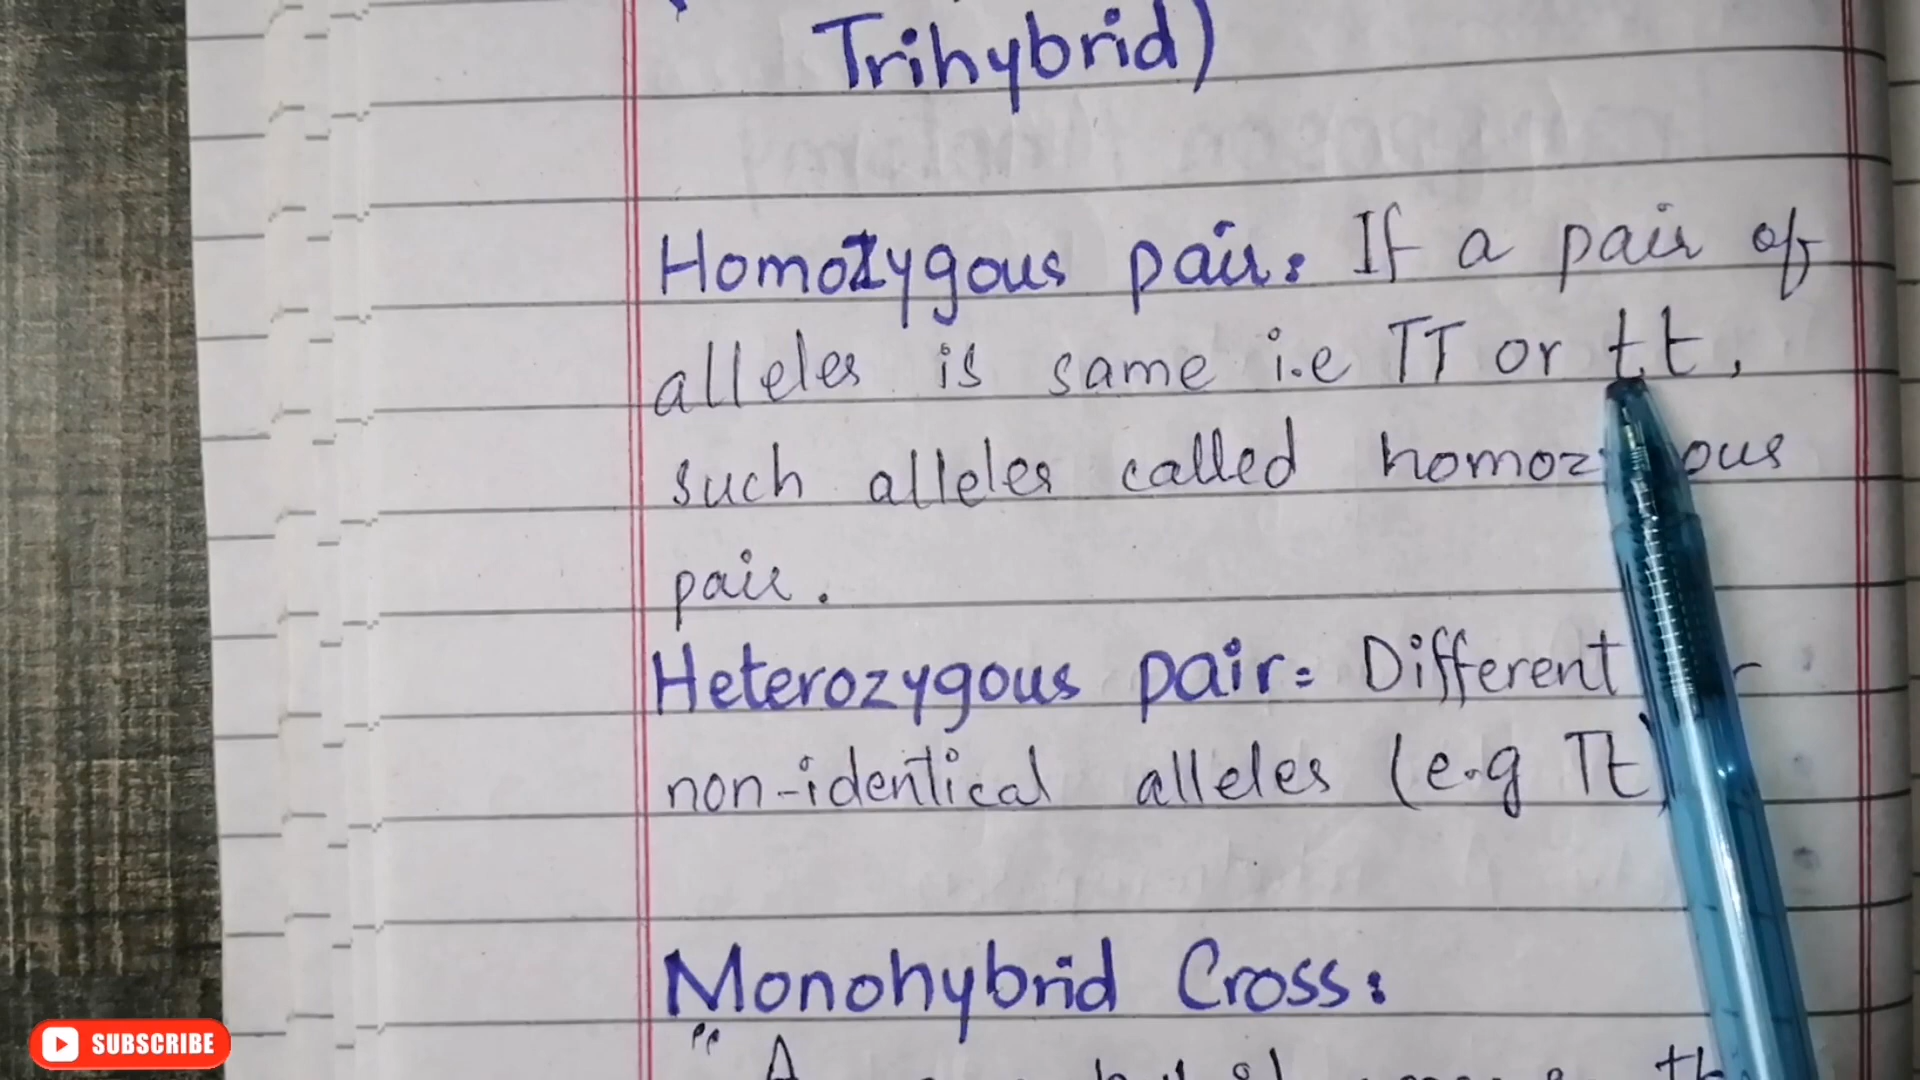 Trihybrid)
Homozygous pair: If a pair of
alleles is same i.e TT or tt,
such alleles called
pair.
Heterozygous pair: Different
non-identical alleles (e.g Tt)
Monohybrid Cross:
" A
SUBSCRIBE